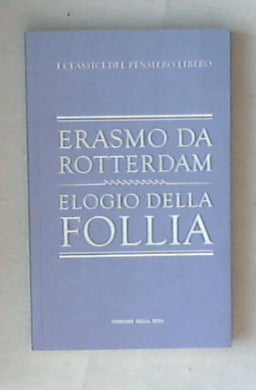 I CLASSICI DEL PENSIERO LIBERO
ERASMO DA
ROTTERDAM
ELOGIO DELLA
FOLLIA
CORRIERE DELLA SERA